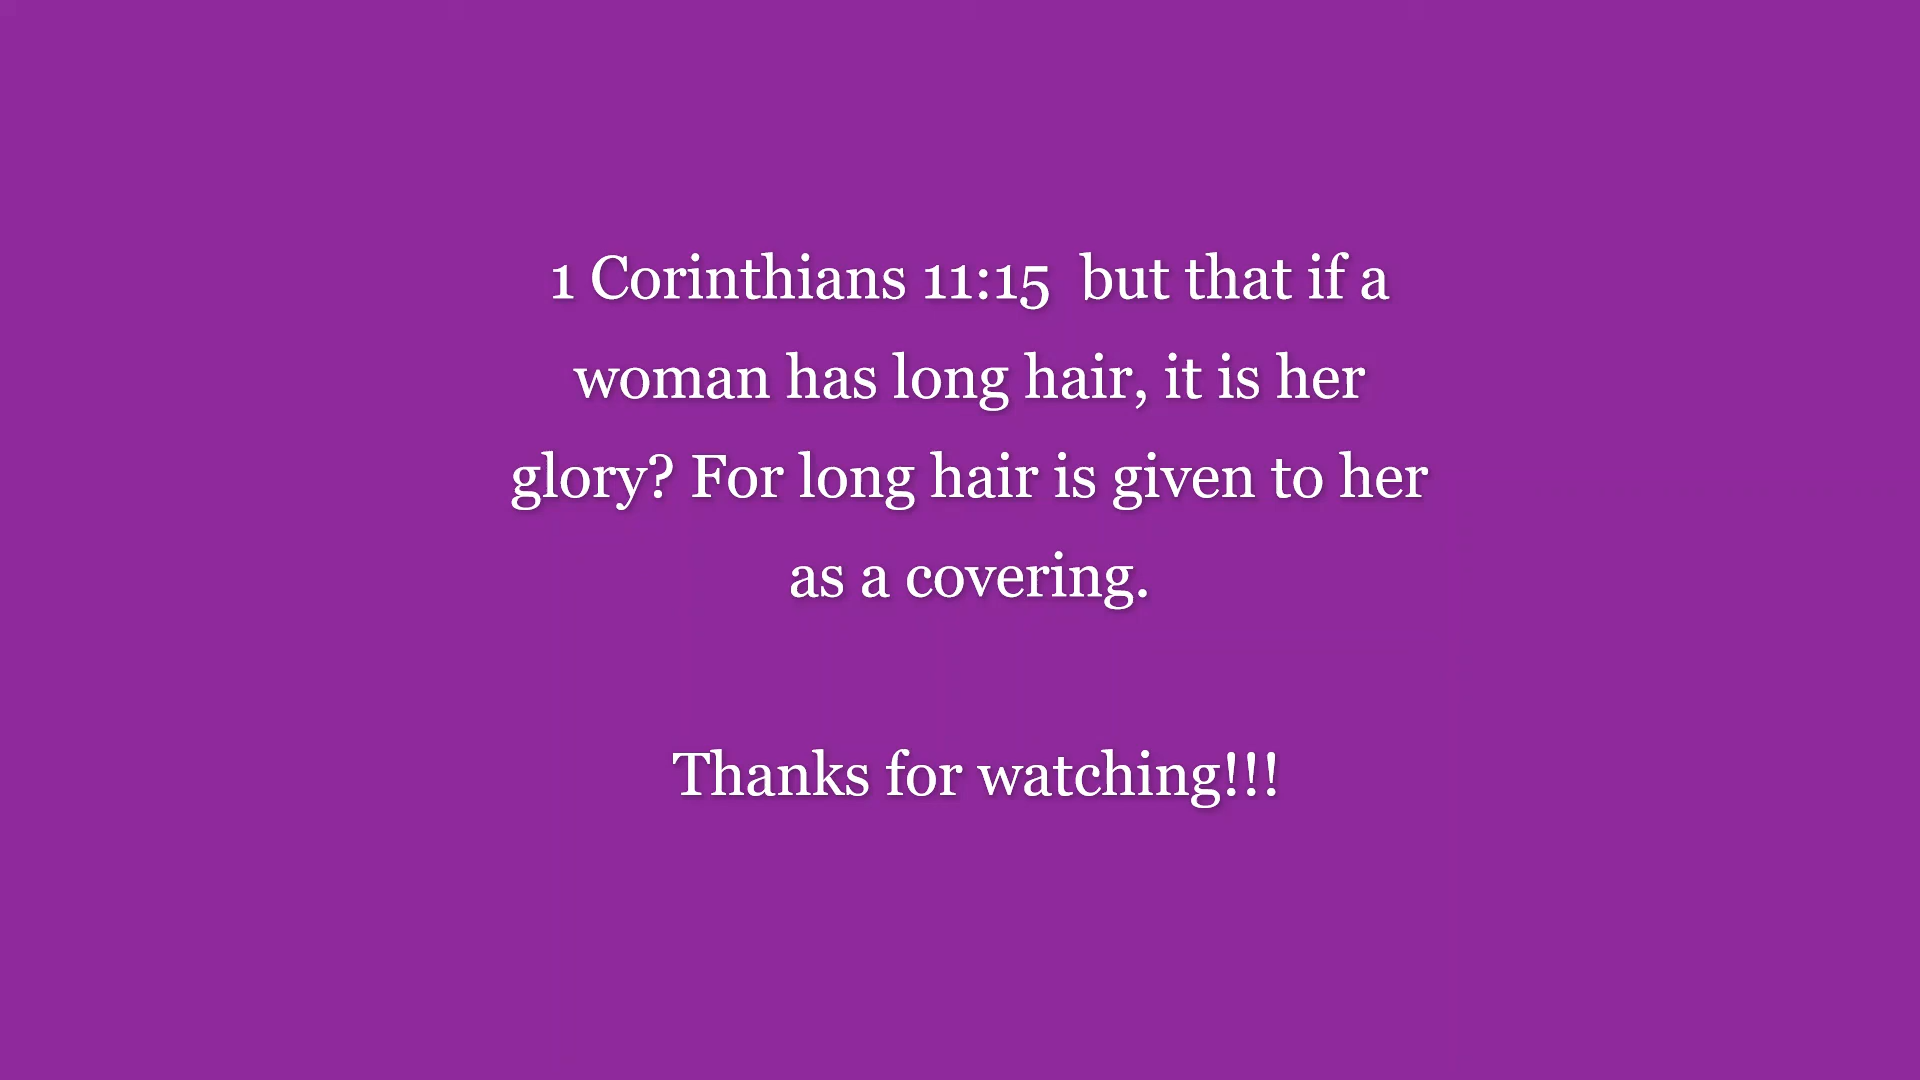 1 Corinthians 11:15  but that if a
woman has long hair, it is her
glory? For long hair is given to her
as a covering.
Thanks for watching!!!